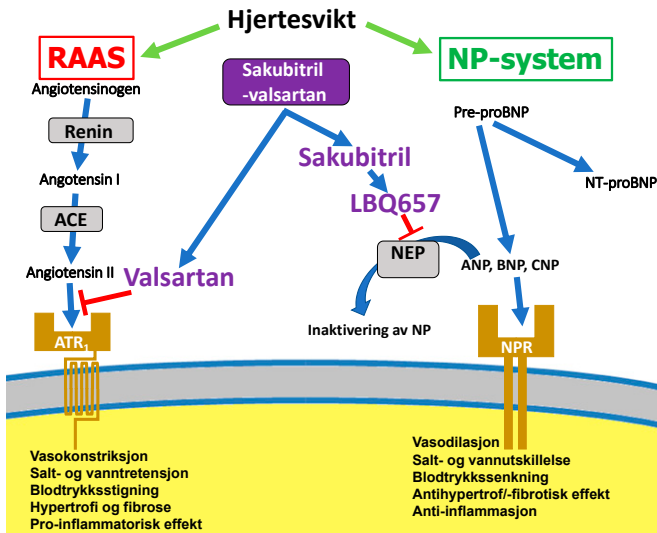 Hjertesvikt
RAAS
Angiotensinogen
Renin
Angotensin I
ACE
Angiotensin II
ATR1
Vasokonstriksjon
Salt- og vanntretensjon
Blodtrykksstigning
Hypertrofi og fibrose
Pro-inflammatorisk effekt
Sakubitril
-valsartan
Sakubitril
LBQ657
Valsartan
NEP
Inaktivering av NP
NP-system
Pre-proBNP
NT-proBNP
ANP, BNP, CNP
NPR
Vasodilasjon
Salt- og vannutskillelse
Blodtrykkssenkning
Antihypertrof/-fibrotisk effekt
Anti-inflammasjon